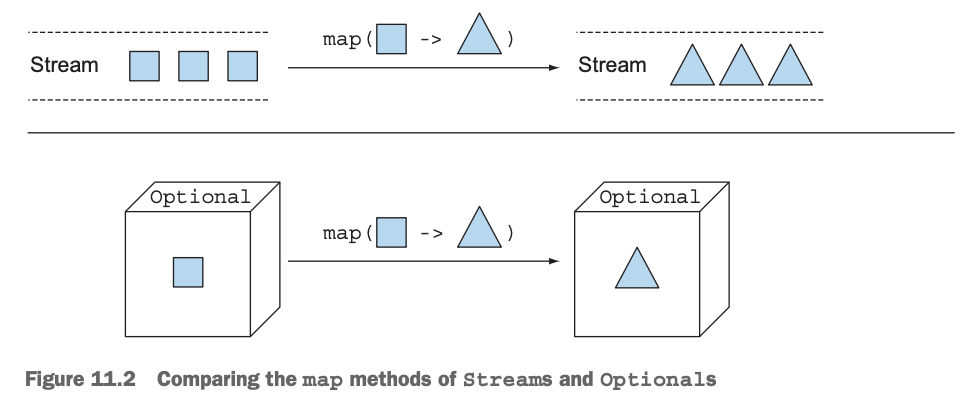 map( -> )
Stream
Stream
Optional
Optional
map( -> )
Figure 11.2 Comparing the map methods of Streams and Optionals